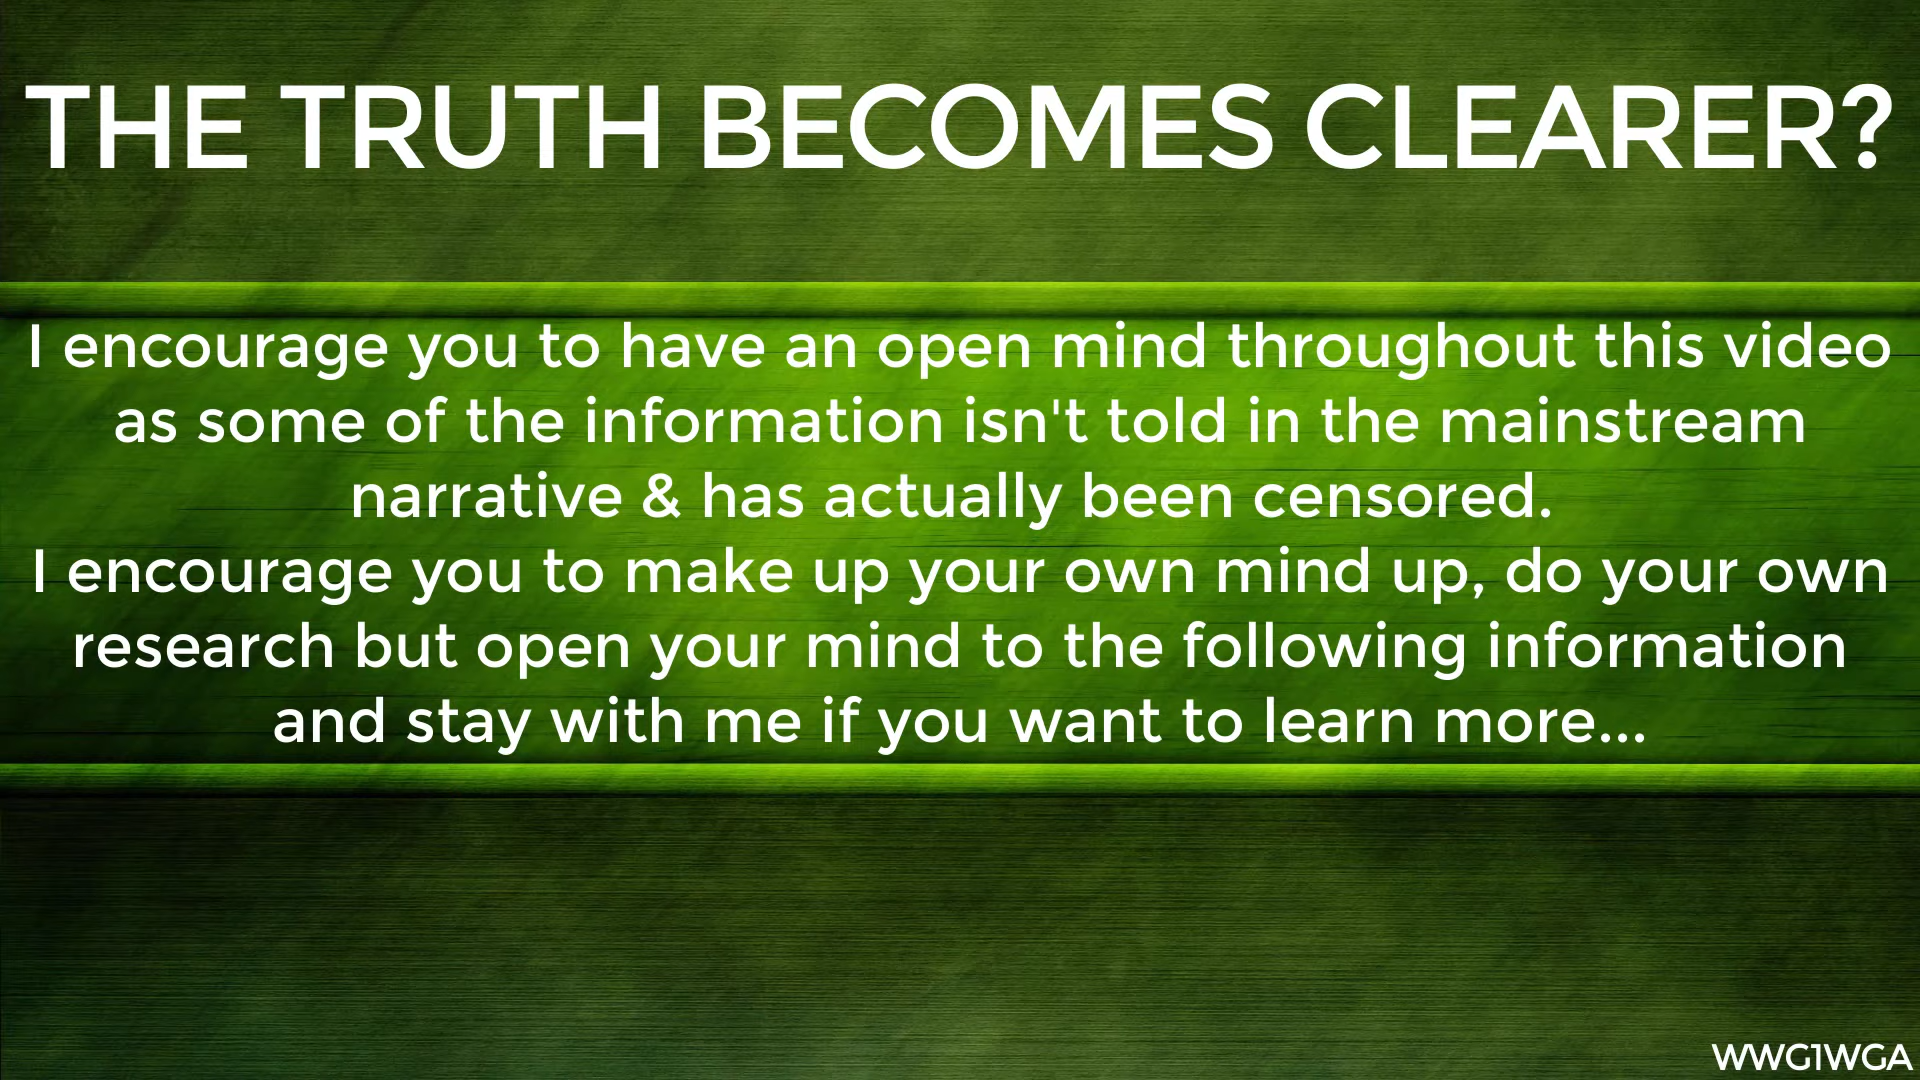 THE TRUTH BECOMES CLEARER?
I encourage you to have an open mind throughout this video
as some of the information isn't told in the mainstream
narrative & has actually been censored.
I encourage you to make up your own mind up, do your own
research but open your mind to the following information
and stay with me if you want to learn more...
WWG1WGA